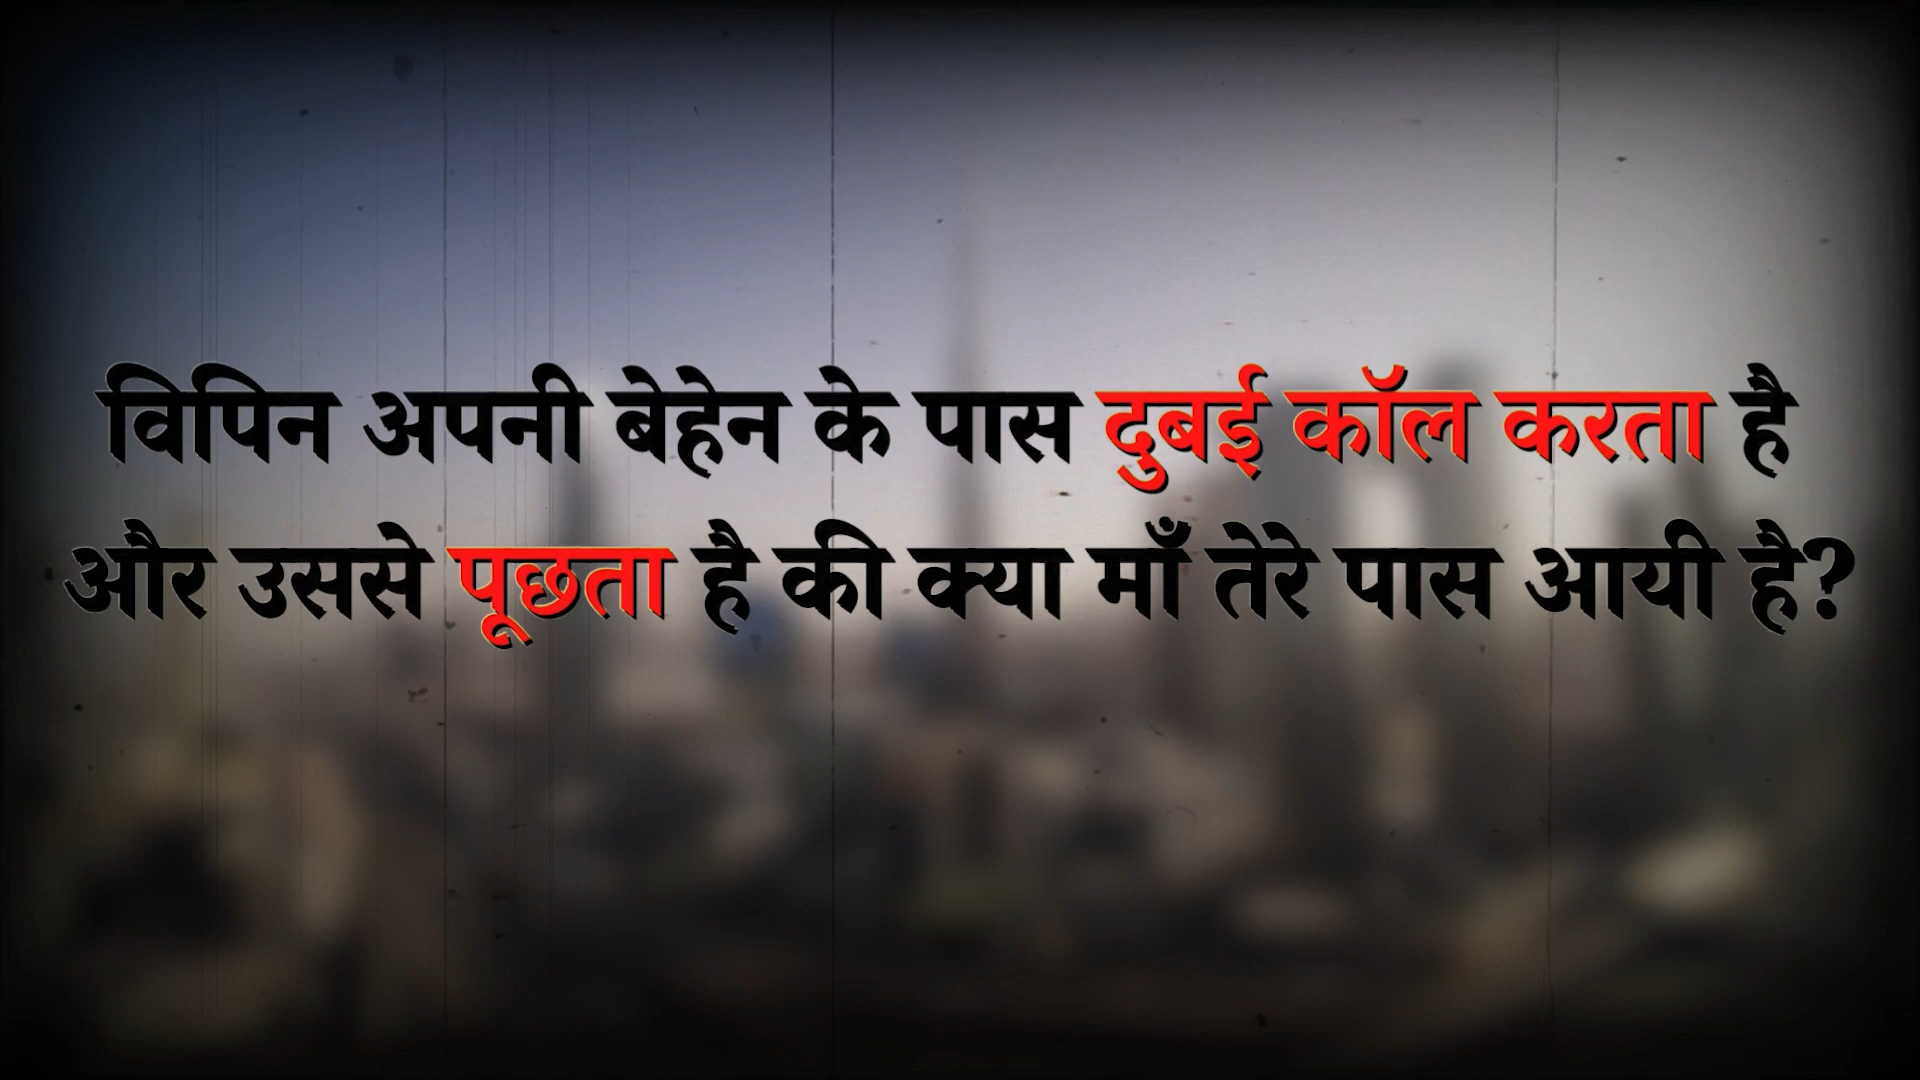 विपिन अपनी बेहेन के पास दुबई कॉल करता है
और उससे पूछता है की क्या माँ तेरे पास आयी है?